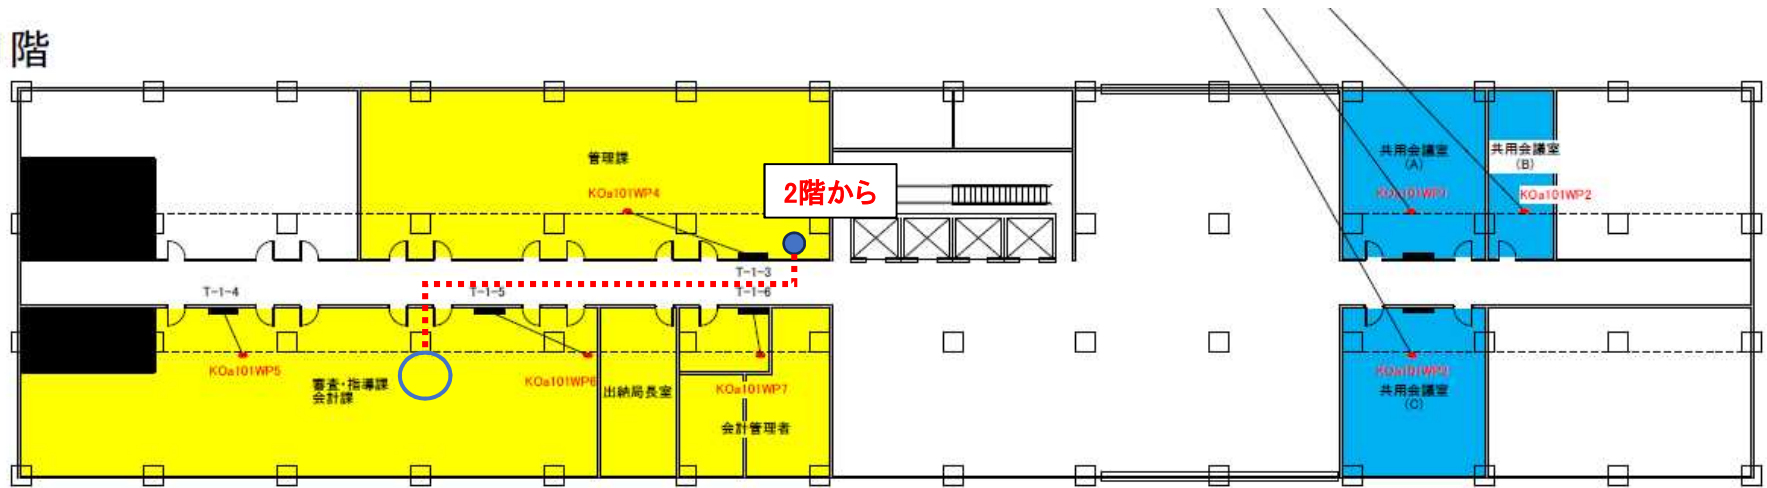 階
管理課
KOa101WP4
2階から
共用会議室
(A)
KOa101WP1
共用会議室
(B)
KOa101WP2
T-1-3
T-1-4
T-1-5
T-1-6
KOa101WP5
審査・指導課
会計課
KOa101WP6
出納局長室
KOa101WP7
会計管理者
KOa101WP3
共用会議室
(C)